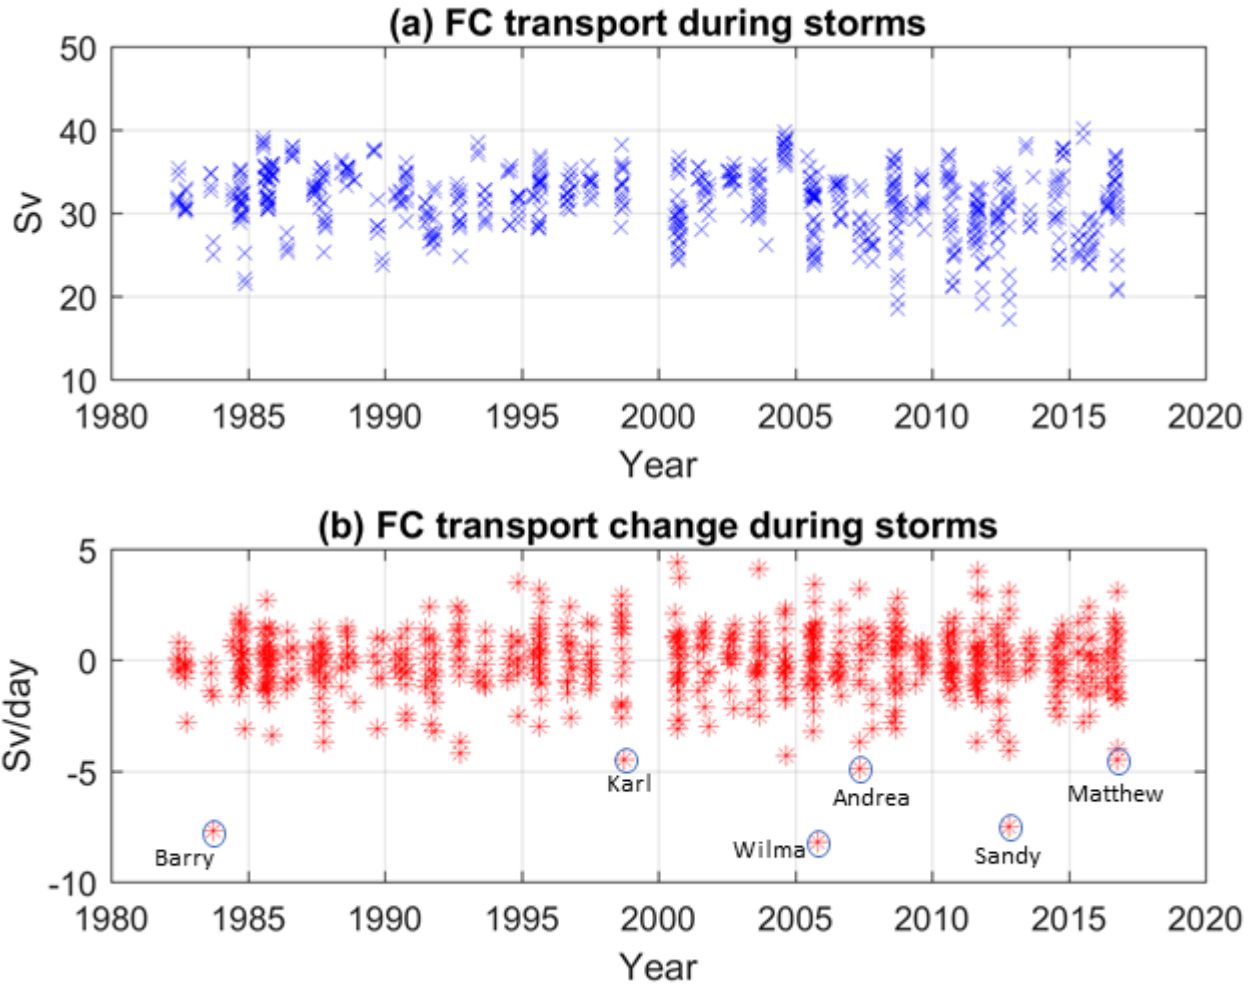 (a) FC transport during storms
50
40
30
20
10
Sv
1980 1985 1990 1995 2000 2005 2010 2015 2020
Year
(b) FC transport change during storms
5
0
-5
-10
Sv/day
Karl
Andrea
Matthew
Barry
Wilma
Sandy
1980 1985 1990 1995 2000 2005 2010 2015 2020
Year